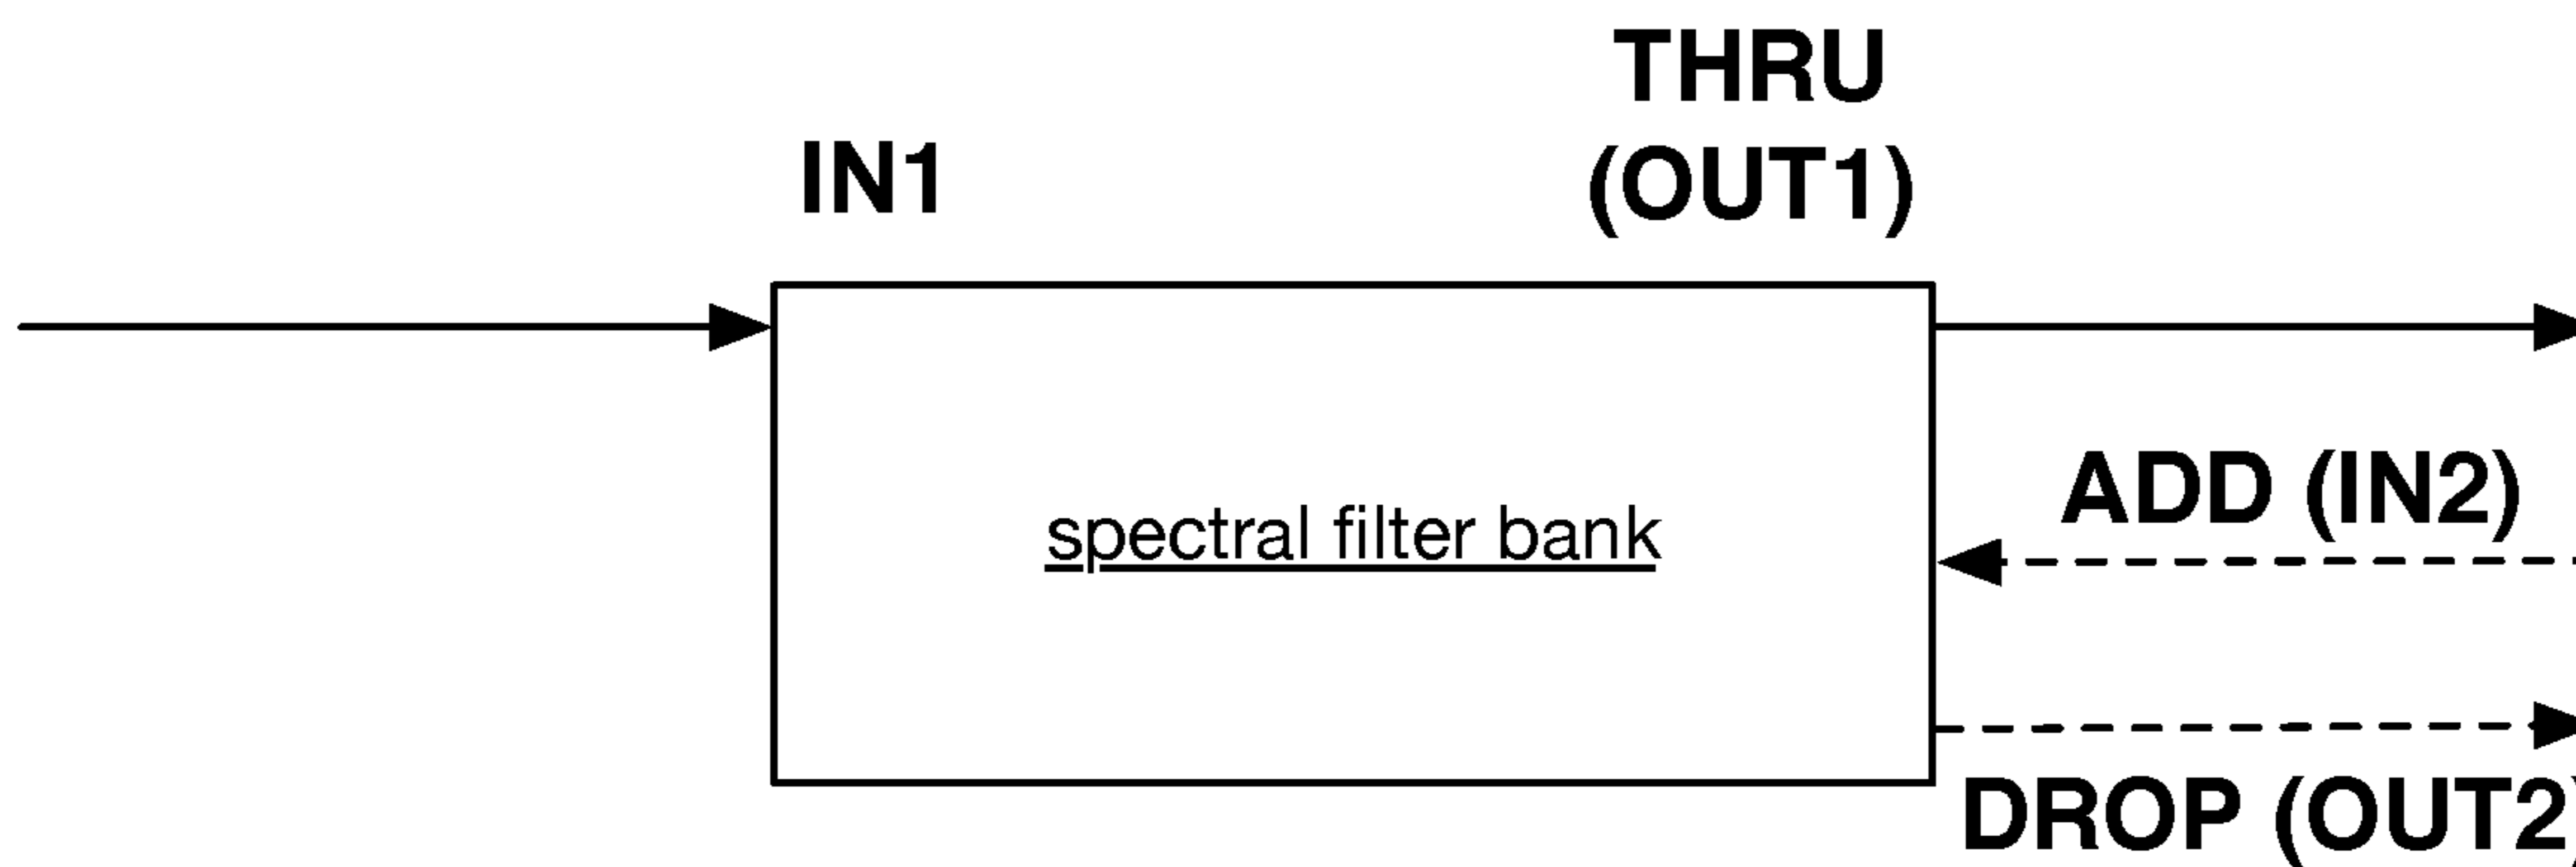 THRU
IN1
(OUT1)
ADD (IN2)
spectral filter bank
DROP (OUT2)